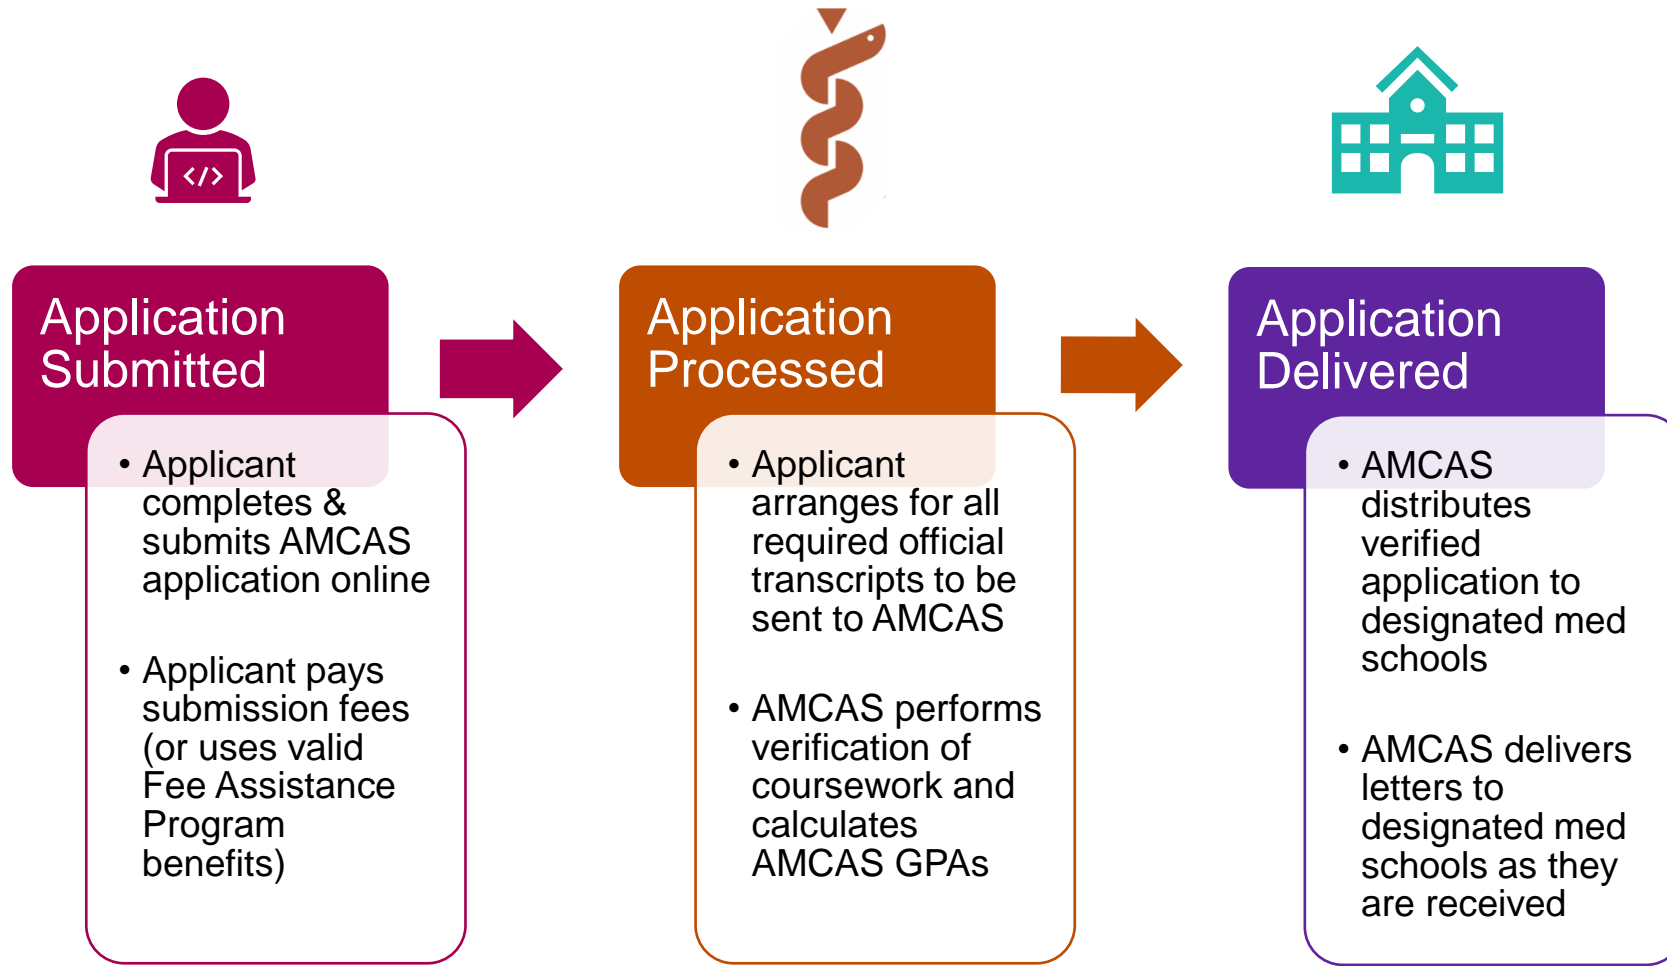 Application
Submitted
• Applicant
completes &
submits AMCAS
application online
• Applicant pays
submission fees
(or uses valid
Fee Assistance
Program
benefits)
Application
Processed
• Applicant
arranges for all
required official
transcripts to be
sent to AMCAS
• AMCAS performs
verification of
coursework and
calculates
AMCAS GPAs
Application
Delivered
• AMCAS
distributes
verified
application to
designated med
schools
• AMCAS delivers
letters to
designated med
schools as they
are received